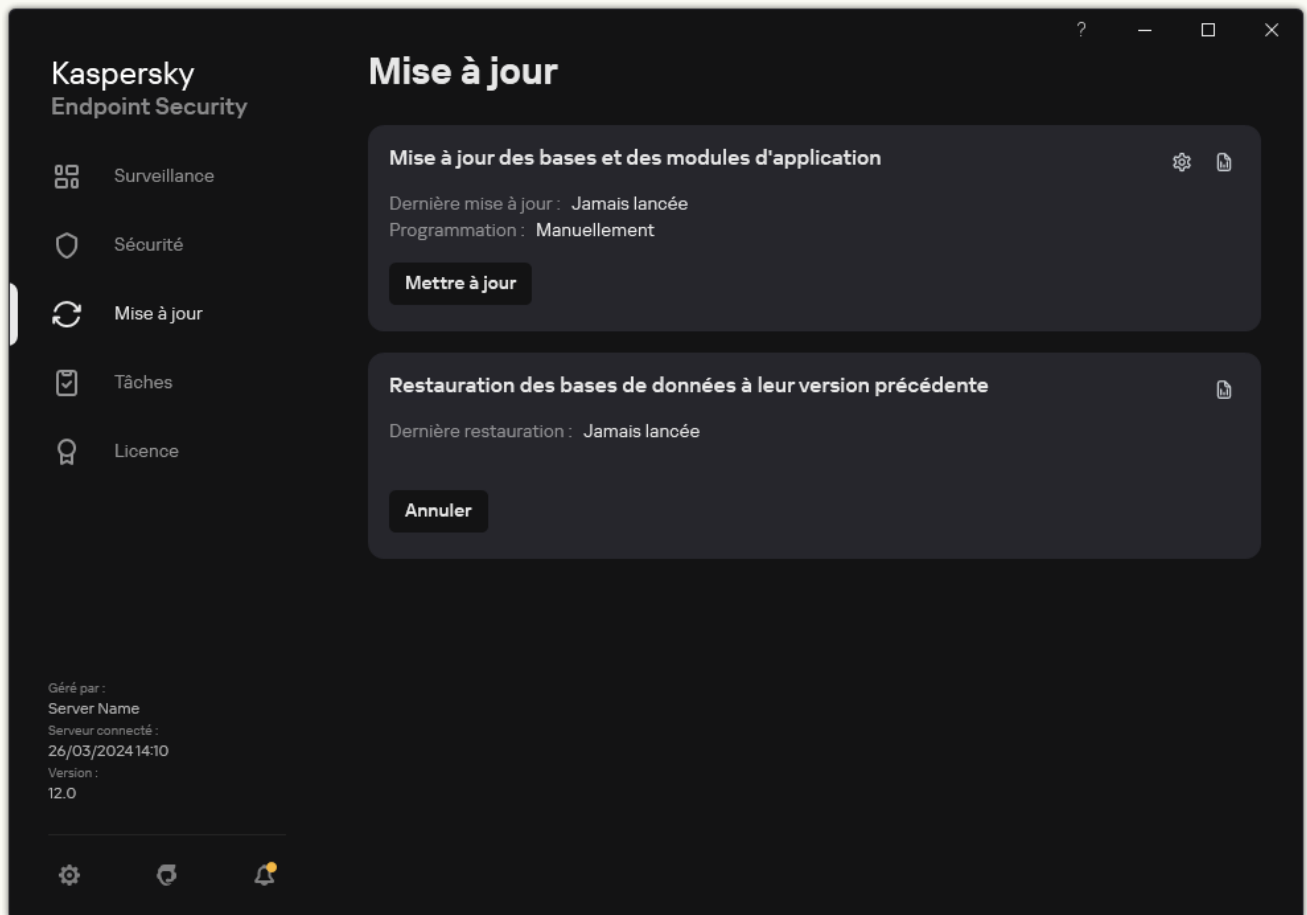 ?
Kaspersky
Endpoint Security
Surveillance
Sécurité
Mise à jour
Tâches
Licence
Géré par :
Server Name
Serveur connecté :
26/03/2024 14:10
Version :
12.0
Mise à jour
Mise à jour des bases et des modules d'application
Dernière mise à jour : Jamais lancée
Programmation : Manuellement
Mettre à jour
Restauration des bases de données à leur version précédente
Dernière restauration : Jamais lancée
Annuler